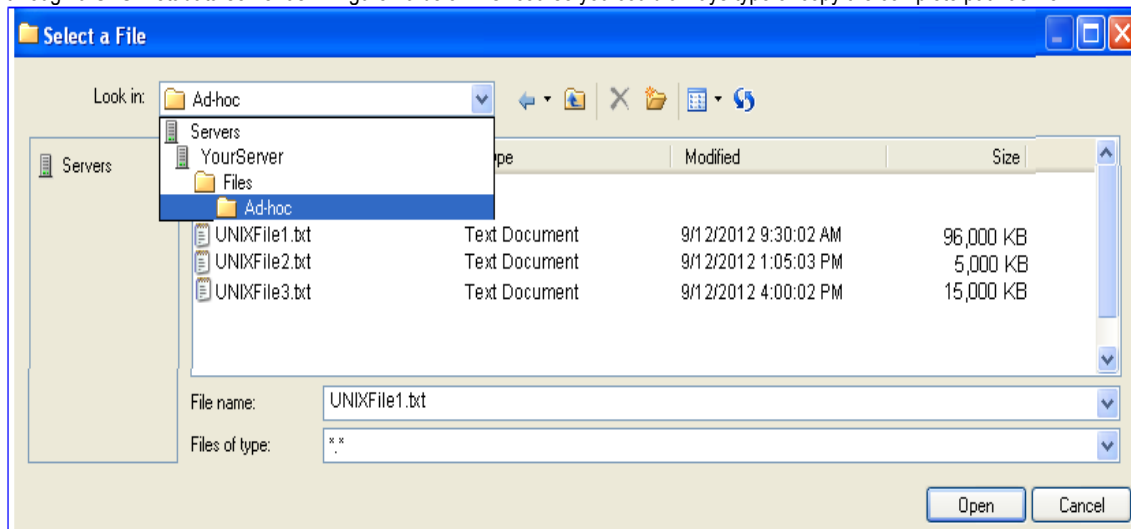 Select a File
Look in: Ad-hoc
Servers
YourServer
Files
Ad-hoc
Servers
Modified Size
UNIXFile1.txt Text Document 9/12/2012 9:30:02 AM 96,000 KB
UNIXFile2.txt Text Document 9/12/2012 1:05:03 PM 5,000 KB
UNIXFile3.txt Text Document 9/12/2012 4:00:02 PM 15,000 KB
File name: UNIXFile1.txt
Files of type: *.*
Open Cancel